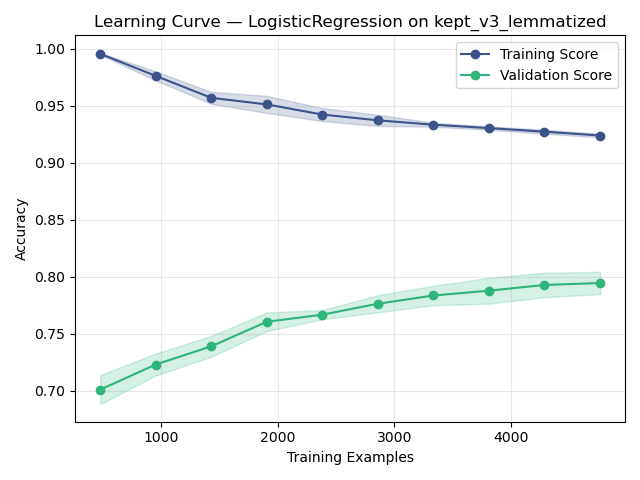 Learning Curve — LogisticRegression on kept_v3_lemmatized
Training Score
Validation Score
Accuracy
1.00
0.95
0.90
0.85
0.80
0.75
0.70
1000 2000 3000 4000
Training Examples